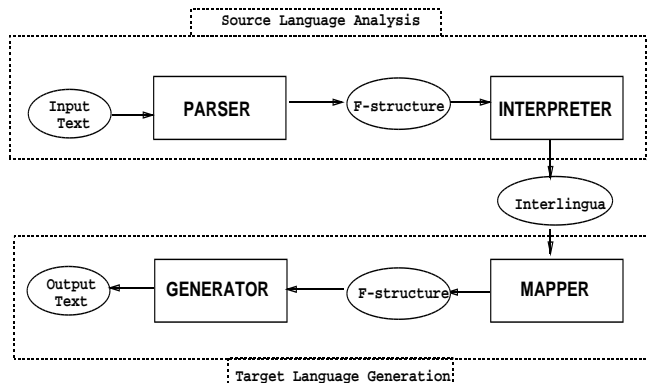 Source Language Analysis
Input
Text
PARSER
F-structure
INTERPRETER
Interlingua
Output
Text
GENERATOR
F-structure
MAPPER
Target Language Generation